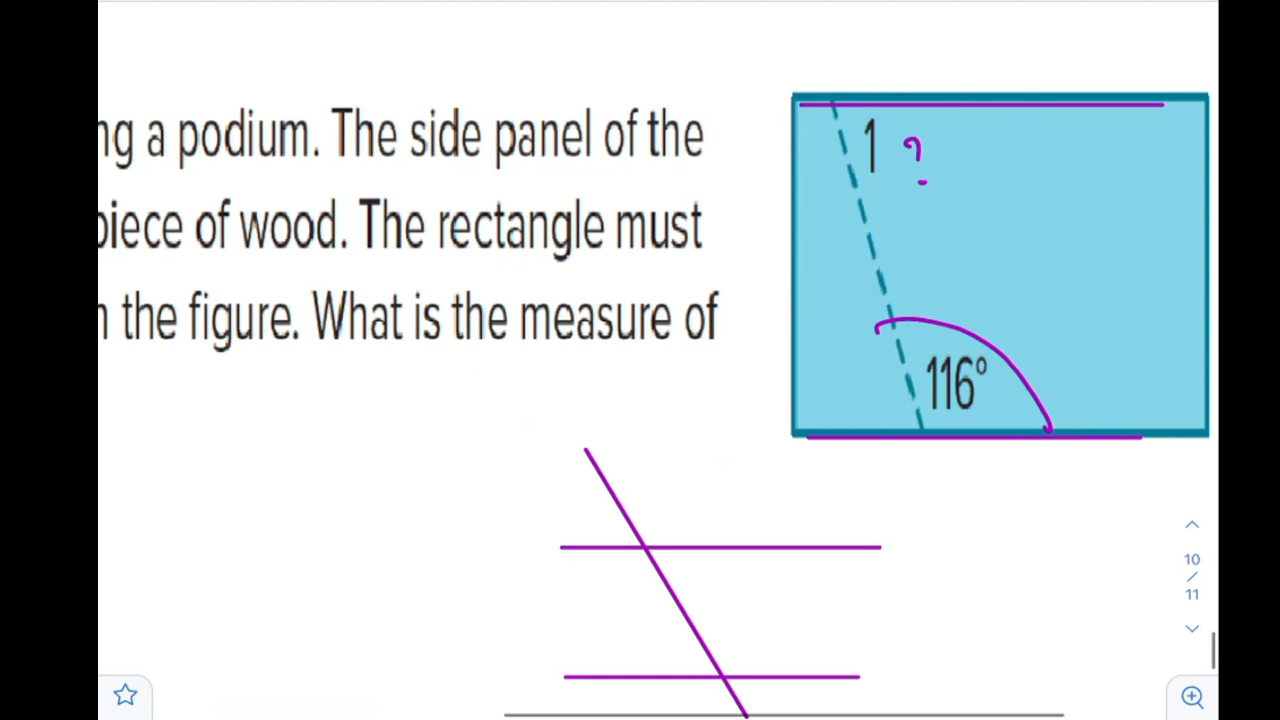 ng a podium. The side panel of the
piece of wood. The rectangle must
n the figure. What is the measure of
1 ?
116°
10
/
11